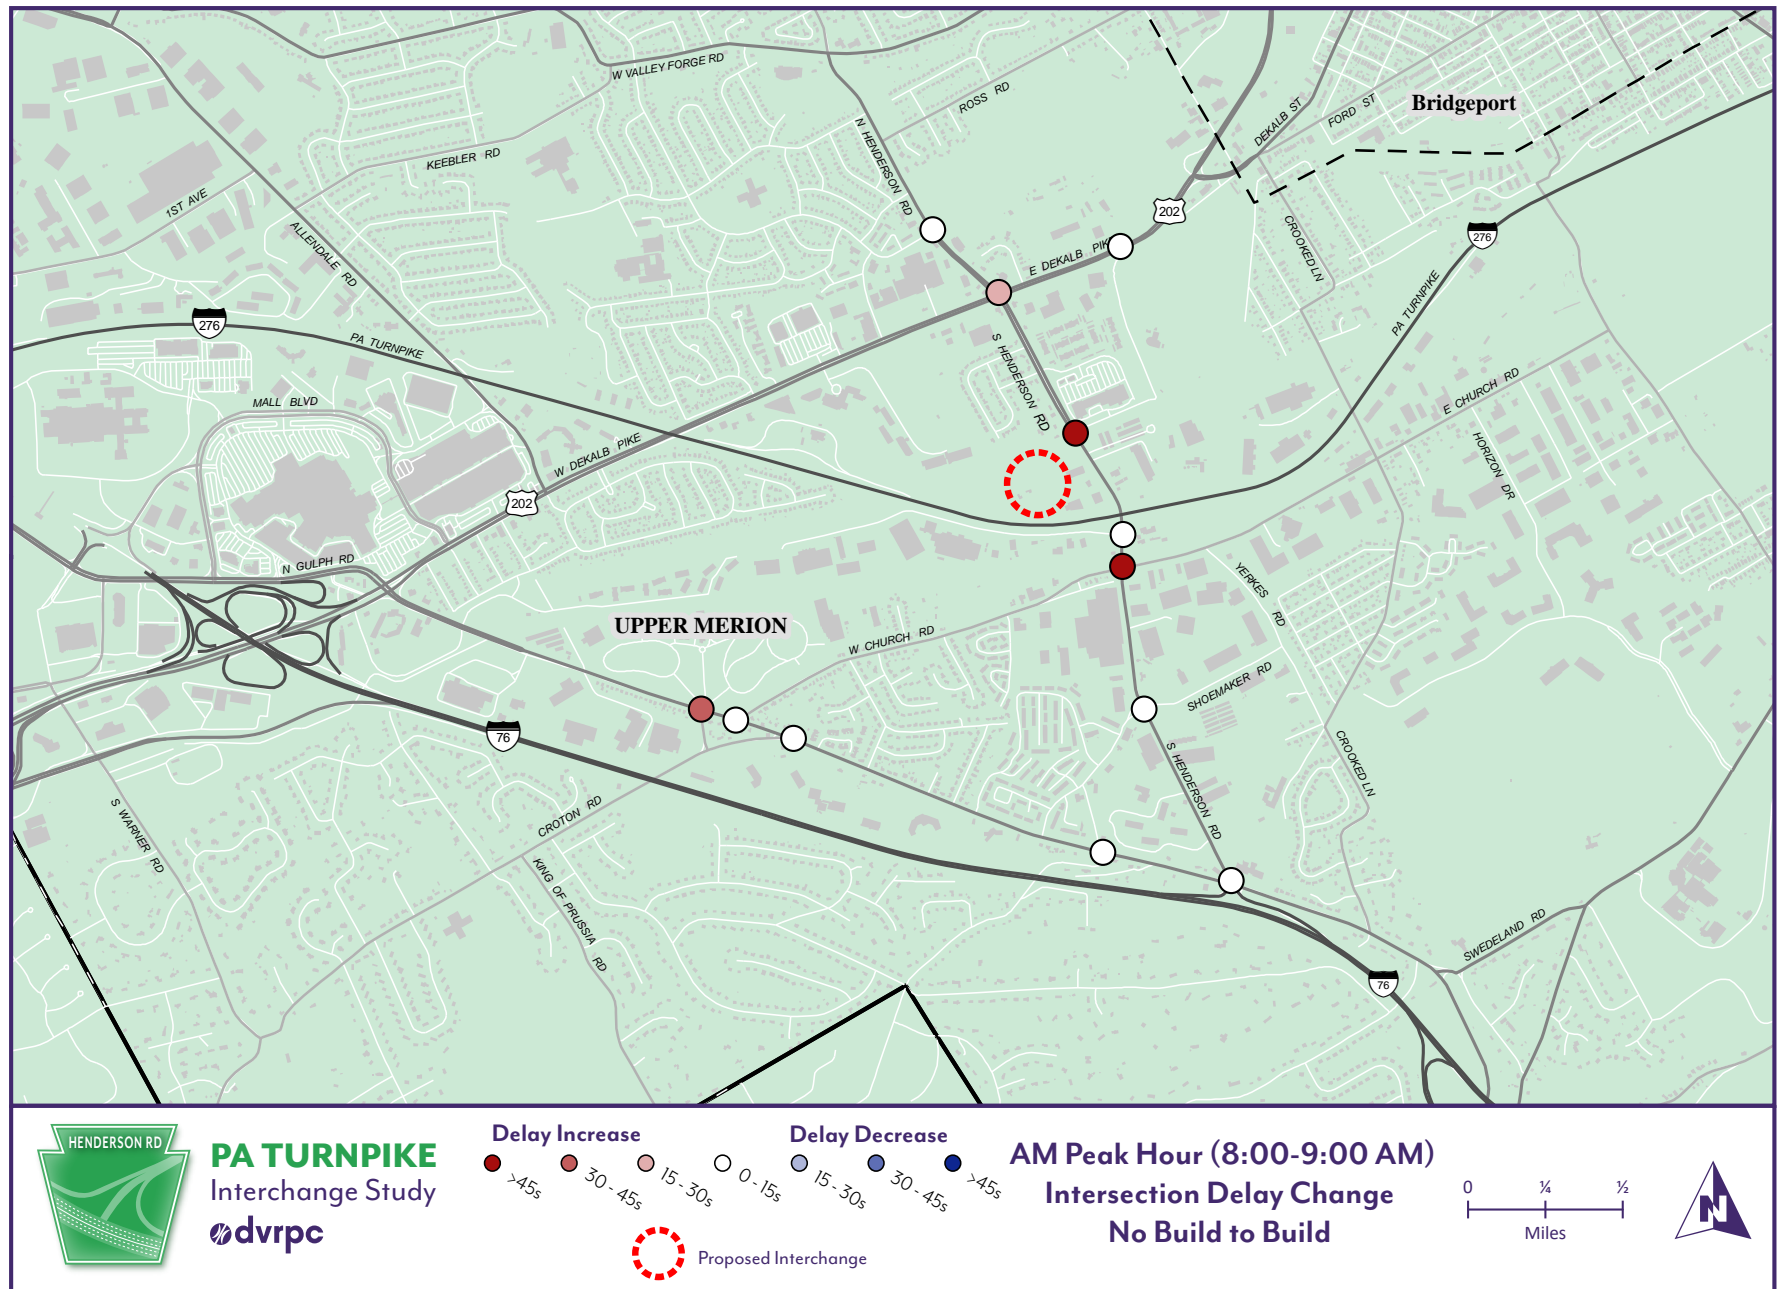 W VALLEY FORGE RD
ROSS RD
DEKALB ST
FORD ST
Bridgeport
N HENDERSON RD
KEEBLER RD
1ST AVE
ALLENDALE RD
202
E DEKALB PIK
CROOKED LN
276
276
PA TURNPIKE
PA TURNPIKE
S HENDERSON RD
MALL BLVD
E CHURCH RD
W DEKALB PIKE
HORIZON DR
202
N GULPH RD
YERKES RD
UPPER MERION
W CHURCH RD
SHOEMAKER RD
76
S HENDERSON RD
CROOKED LN
S WARNER RD
CROTON RD
KING OF PRUSSIA RD
SWEDELAND RD
76
HENDERSON RD
PA TURNPIKE
Interchange Study
dvrpc
Delay Increase
Delay Decrease
>45s
30 - 45s
15 - 30s
0 - 15s
15 - 30s
30 - 45s
>45s
Proposed Interchange
AM Peak Hour (8:00-9:00 AM)
Intersection Delay Change
No Build to Build
0 ¼ ½
Miles
N